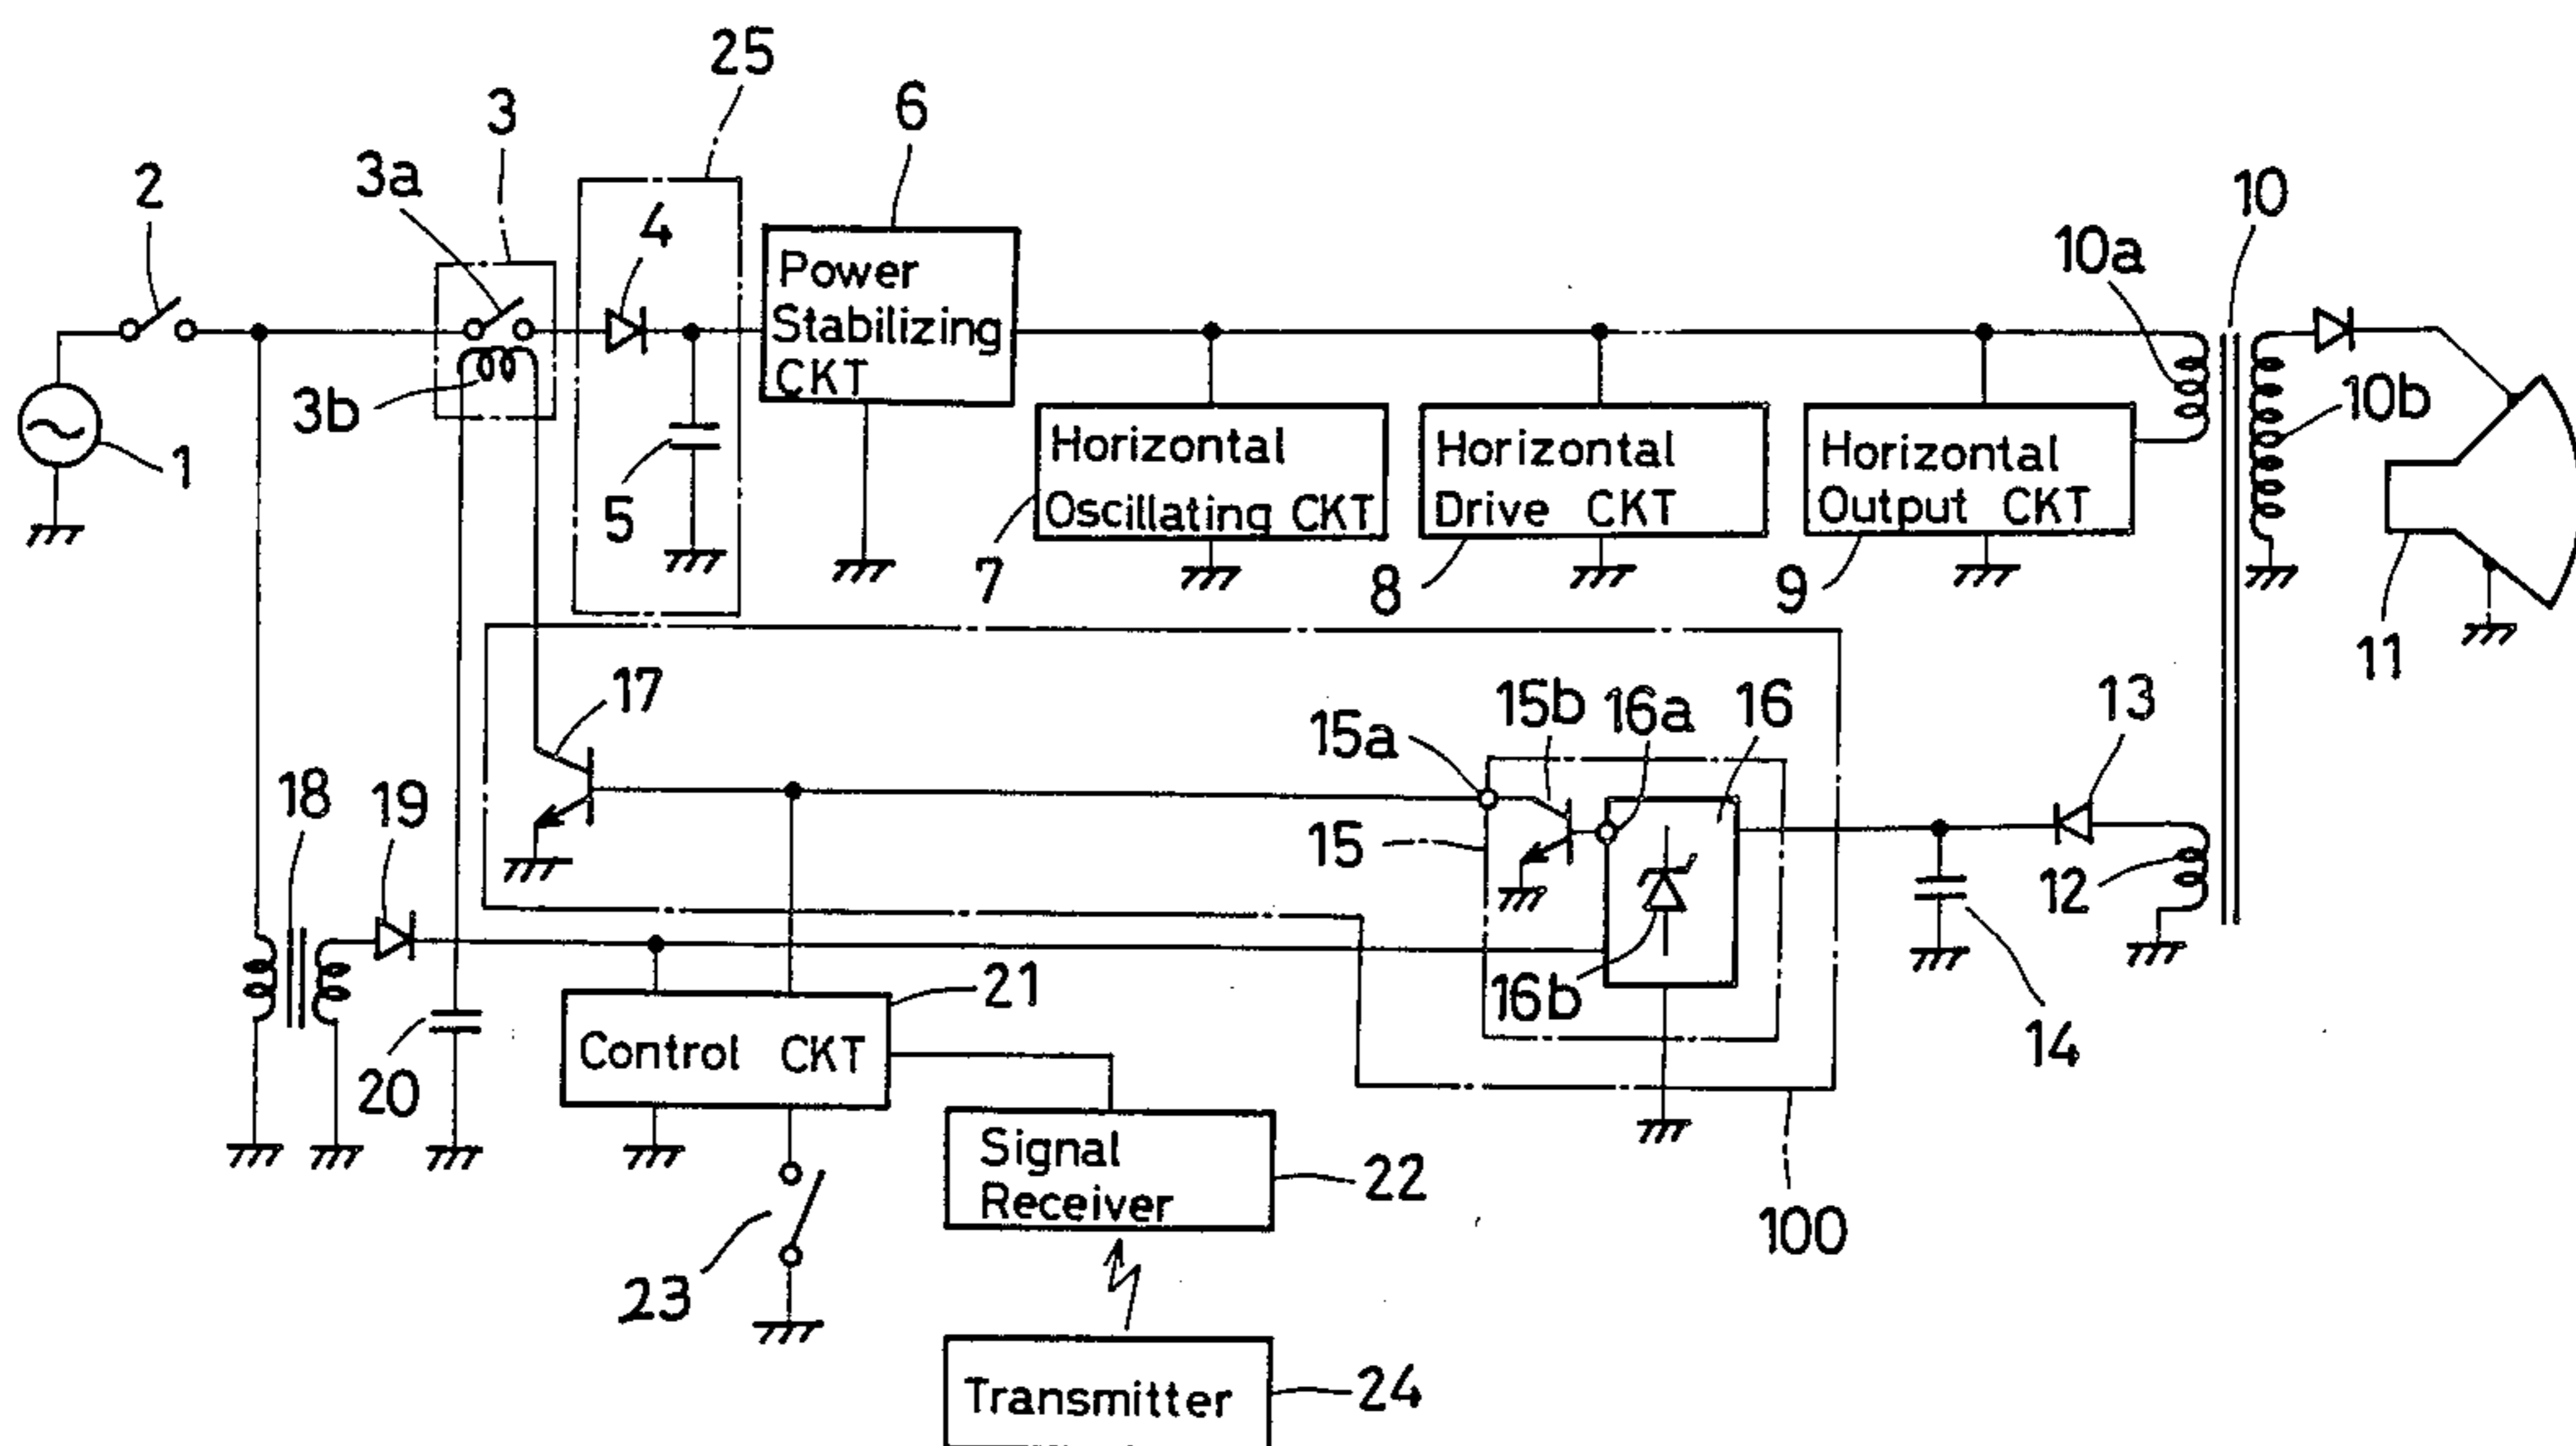 25
3
6
2
3a
4
10
10a
Power
Stabilizing
CKT
3b
10b
1
5
Horizontal
Oscillating CKT
Horizontal
Drive CKT
Horizontal
Output CKT
7
8
9
11
17
15a
15b
16a
16
13
18
19
15
12
16b
21
14
Control CKT
20
Signal
Receiver
22
100
23
Transmitter
24